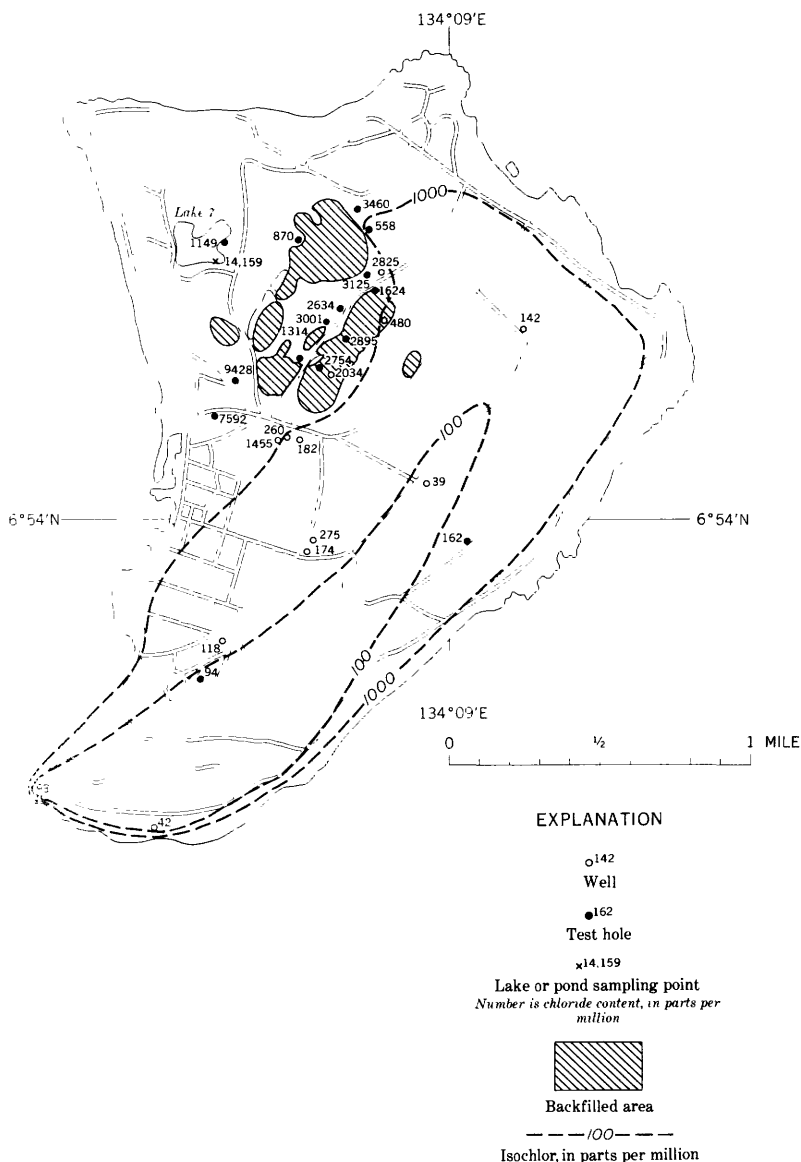 134°09'E
1000
3460
558
Lake ?
870
1149
14,159
2825
3125
1624
2634
3001
480
142
1314
2895
2754
2034
9428
100
7592
260
1455
182
39
6°54'N
6°54'N
275
174
162
118
94
100
1000
134°09'E
0 ½ 1 MILE
42
EXPLANATION
142
Well
162
Test hole
x14,159
Lake or pond sampling point
Number is chloride content, in parts per
million
Backfilled area
100
Isochlor, in parts per million